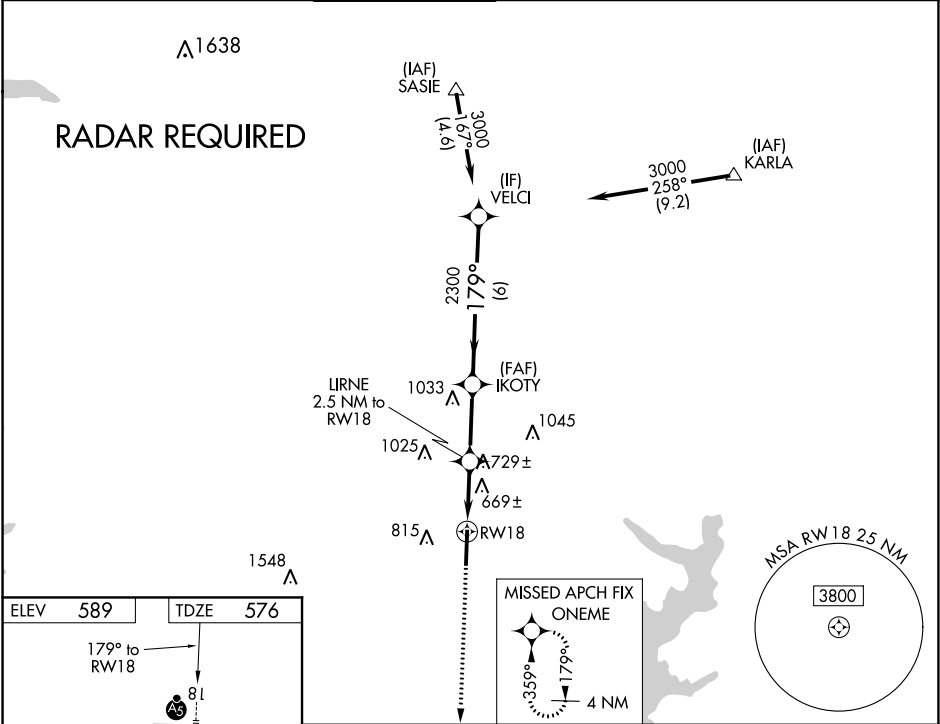 1638
RADAR REQUIRED
(IAF)
SASIE
3000
167°
(4.6)
(IAF)
KARLA
3000
258°
(9.2)
(IF)
VELCI
2300
179°
(6)
(FAF)
IKOTY
1033
LIRNE
2.5 NM to
RW18
1045
1025
729±
669±
815
RW18
1548
MSA RW18 25 NM
3800
MISSED APCH FIX
ONEME
359°
179°
4 NM
ELEV 589
TDZE 576
179° to
RW18
18
A5